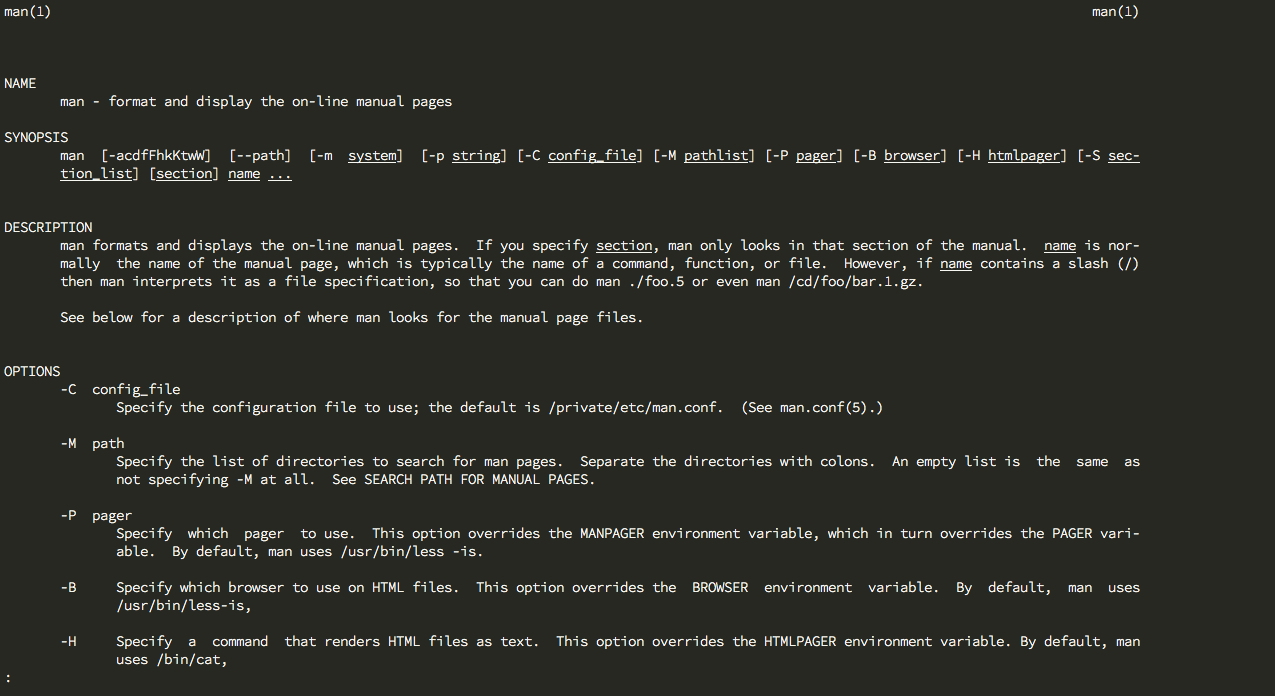 man(1)                                                                                                                                  man(1)
NAME
man - format and display the on-line manual pages
SYNOPSIS
man  [-acdfFhkKtwW]  [--path]  [-m  system]  [-p string] [-C config_file] [-M pathlist] [-P pager] [-B browser] [-H htmlpager] [-S sec-
tion_list] [section] name ...
DESCRIPTION
man formats and displays the on-line manual pages.  If you specify section, man only looks in that section of the manual.  name is nor-
mally  the name of the manual page, which is typically the name of a command, function, or file.  However, if name contains a slash (/)
then man interprets it as a file specification, so that you can do man ./foo.5 or even man /cd/foo/bar.1.gz.
See below for a description of where man looks for the manual page files.
OPTIONS
-C  config_file
Specify the configuration file to use; the default is /private/etc/man.conf.  (See man.conf(5).)
-M  path
Specify the list of directories to search for man pages.  Separate the directories with colons.  An empty list is  the  same  as
not specifying -M at all.  See SEARCH PATH FOR MANUAL PAGES.
-P  pager
Specify  which  pager  to use.  This option overrides the MANPAGER environment variable, which in turn overrides the PAGER vari-
able.  By default, man uses /usr/bin/less -is.
-B     Specify which browser to use on HTML files.  This option overrides the  BROWSER  environment  variable.  By  default,  man  uses
/usr/bin/less-is,
-H     Specify  a  command  that renders HTML files as text.  This option overrides the HTMLPAGER environment variable. By default, man
uses /bin/cat,
: